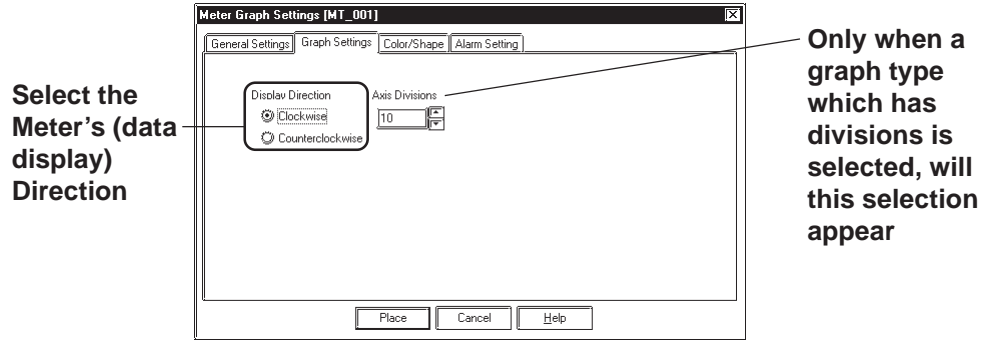 Meter Graph Settings [MT_001]
General Settings Graph Settings Color/Shape Alarm Setting
Display Direction
Clockwise
Counterclockwise
Axis Divisions
10
Place Cancel Help
Select the
Meter's (data
display)
Direction
Only when a
graph type
which has
divisions is
selected, will
this selection
appear